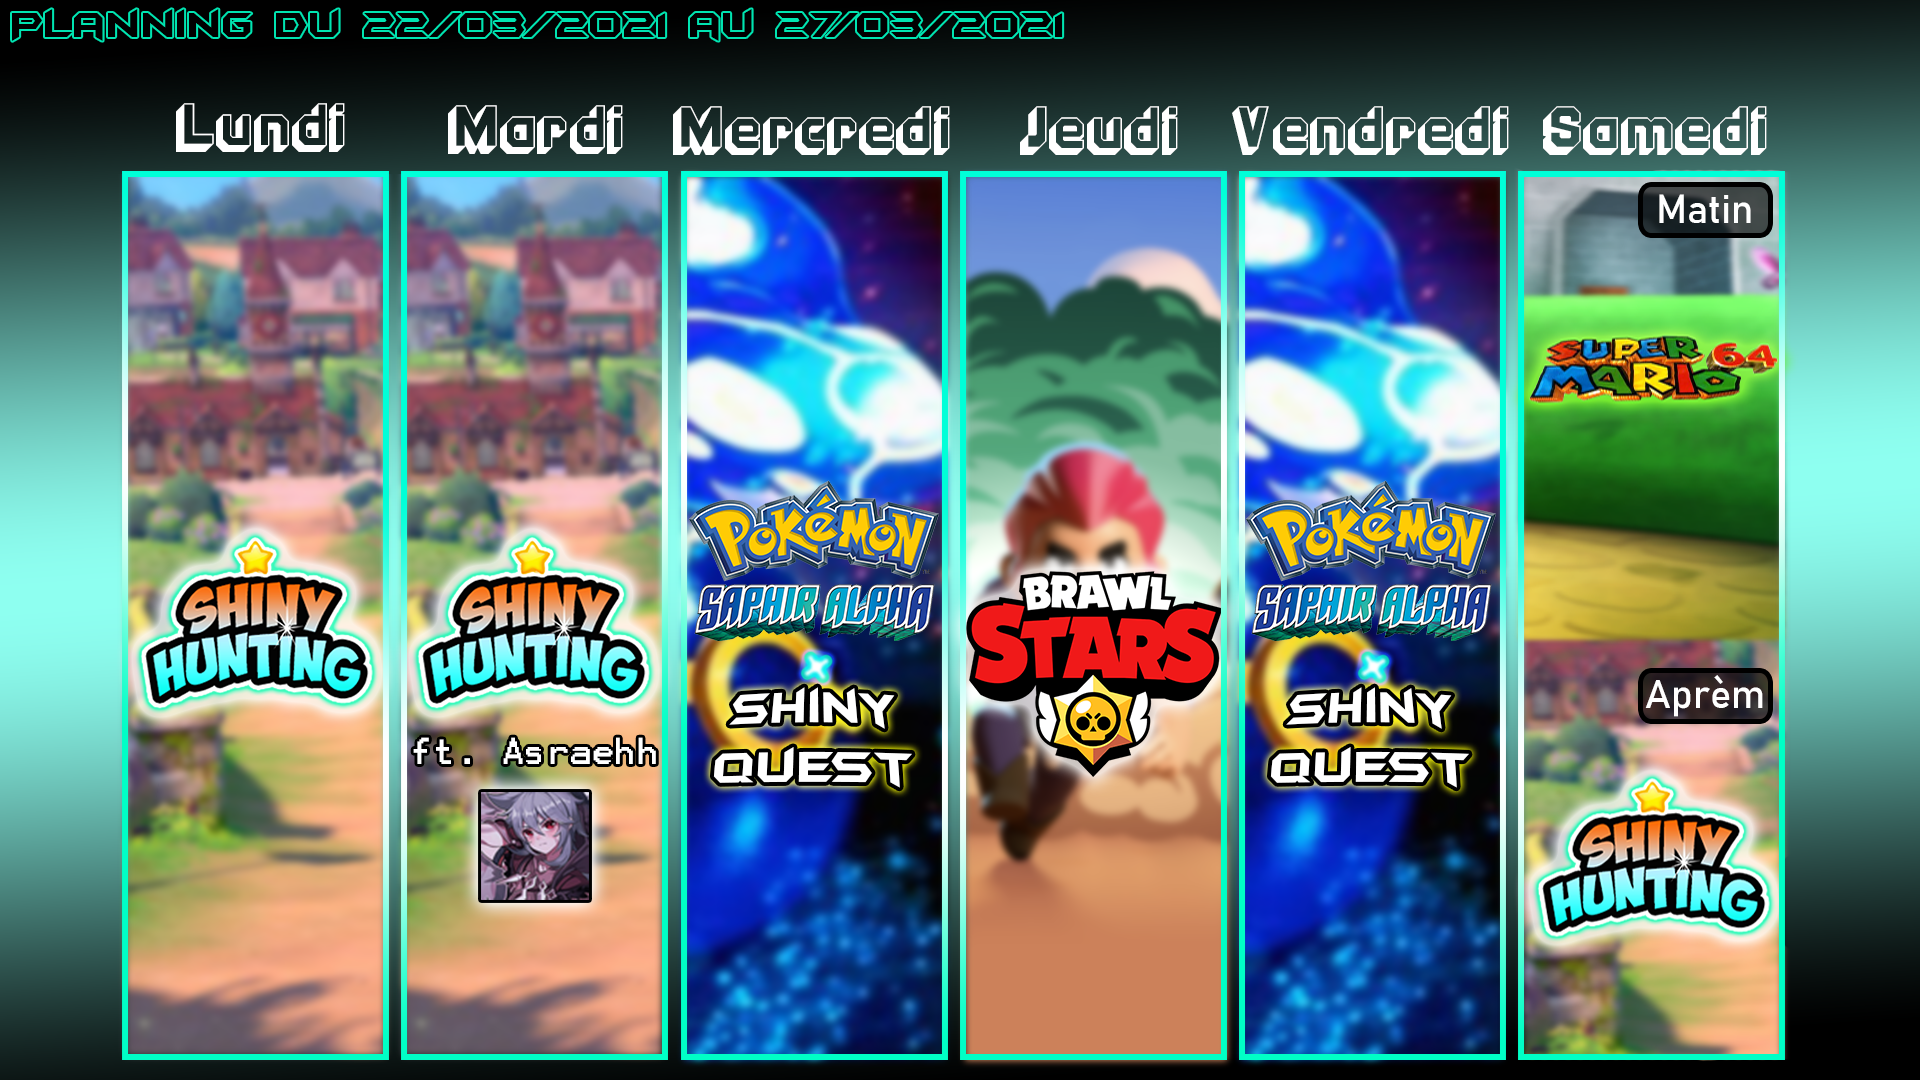 PLANNING DU 22/03/2021 AU 27/03/2021
Lundi
Mardi
Mercredi
Jeudi
Vendredi
Samedi
SHINY
HUNTING
SHINY
HUNTING
ft. Asraehh
POKéMON
SAPHIR ALPHA
SHINY
QUEST
BRAWL
STARS
POKéMON
SAPHIR ALPHA
SHINY
QUEST
Matin
SUPER
MARIO 64
Aprèm
SHINY
HUNTING